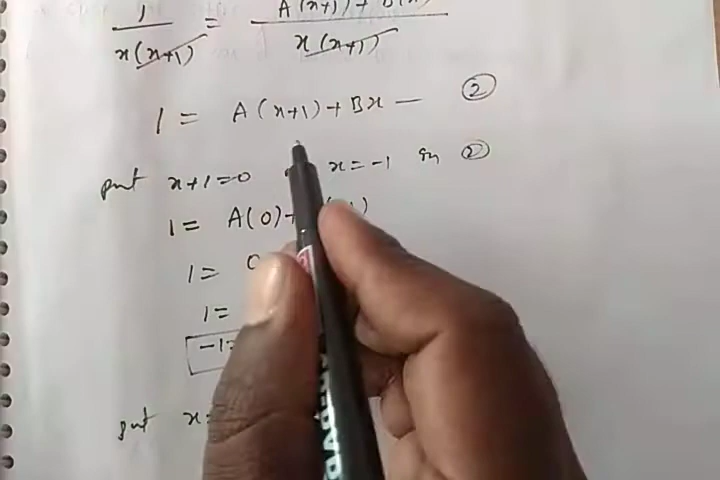 1/x(x+1) = A(x+1)+B(x)/x(x+1)
1 = A(x+1)+Bx — ②
put x+1=0 x=-1 in ②
1= A(0)+ (-1)
1= 0
1=
-1=
put x=